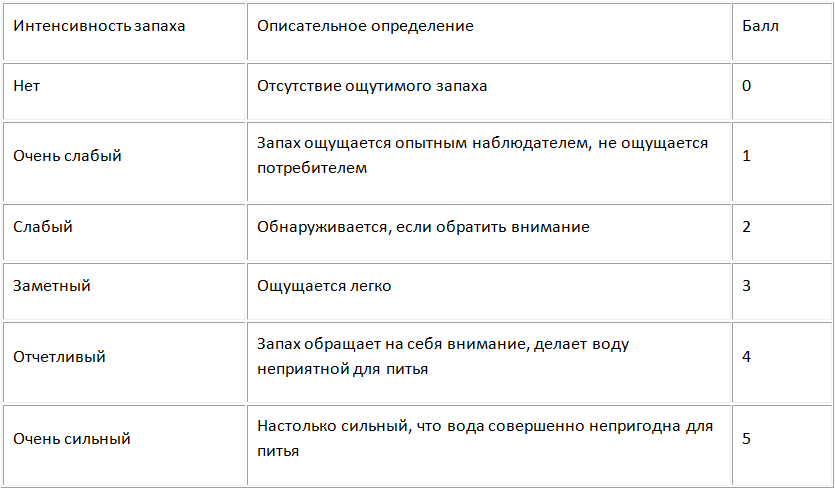 Интенсивность запаха Описательное определение Балл
Нет Отсутствие ощутимого запаха 0
Очень слабый Запах ощущается опытным наблюдателем, не ощущается
потребителем 1
Слабый Обнаруживается, если обратить внимание 2
Заметный Ощущается легко 3
Отчетливый Запах обращает на себя внимание, делает воду
неприятной для питья 4
Очень сильный Настолько сильный, что вода совершенно непригодна для
питья 5